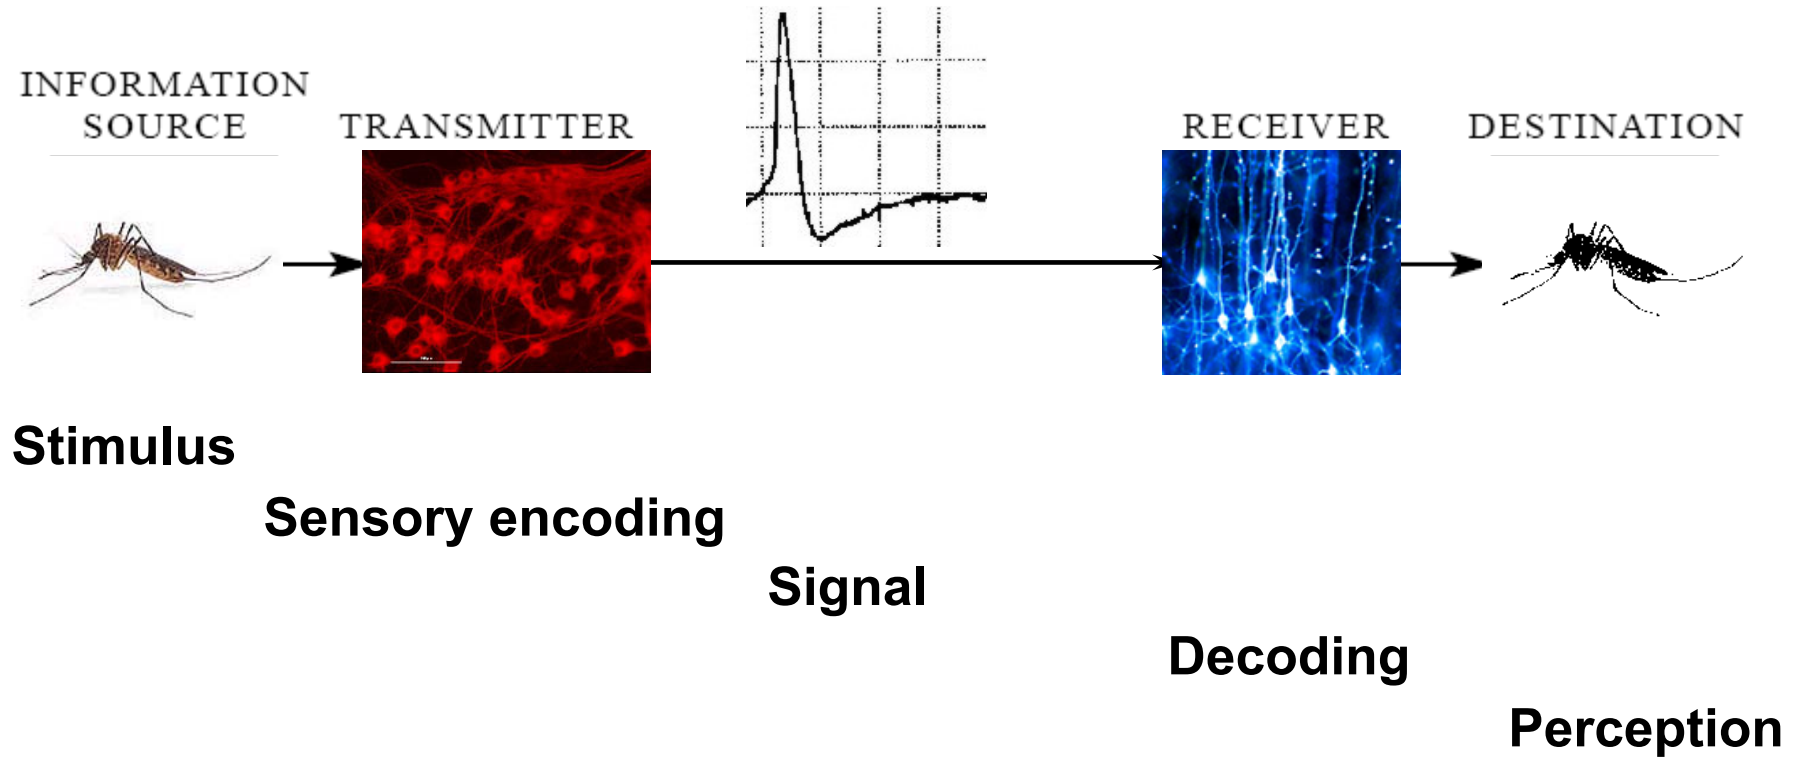 INFORMATION
SOURCE
TRANSMITTER
RECEIVER
DESTINATION
Stimulus
Sensory encoding
Signal
Decoding
Perception